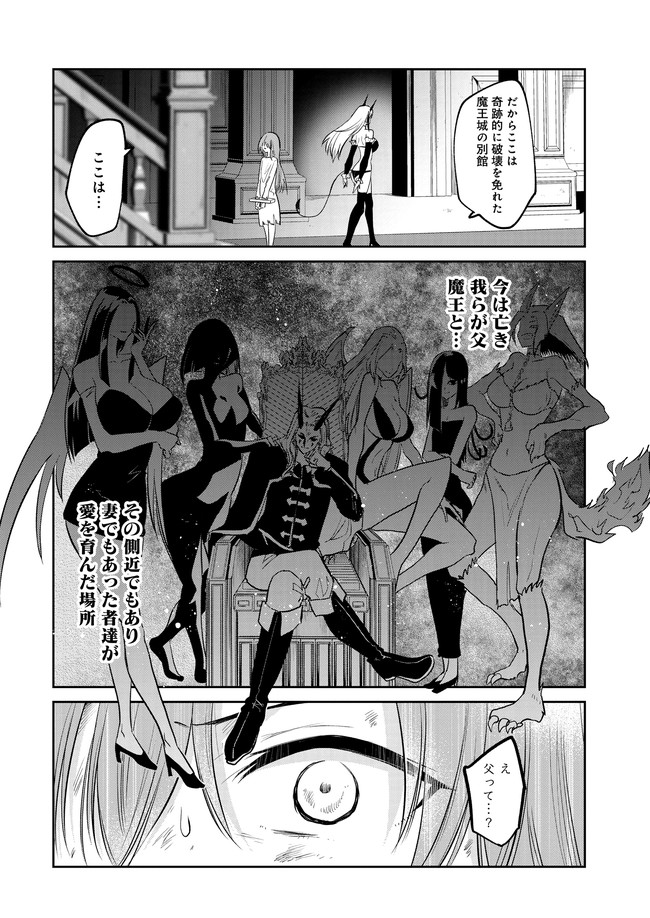 だからここは
奇跡的に破壊を免れた
魔王城の別館
ここは…
今は亡き
我らが父
魔王と…
その側近でもあり
妻でもあった者達が
愛を育んだ場所
え
父って…?